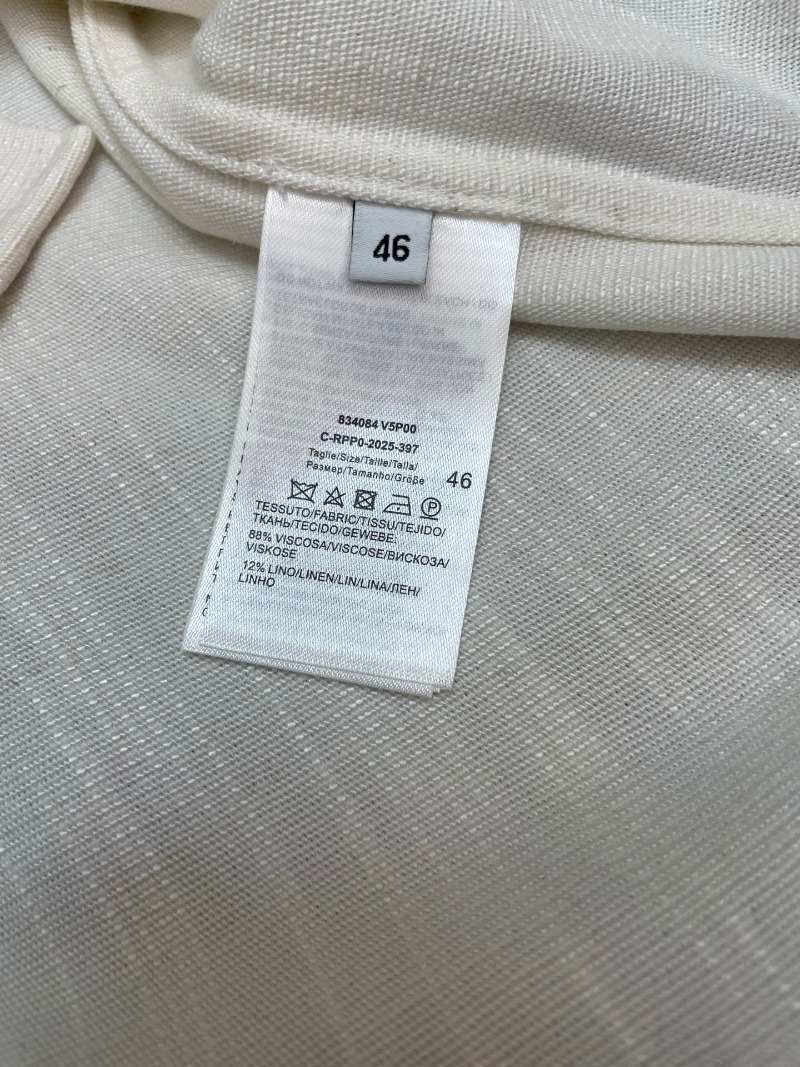 46
834084 V5P00
C-RPP0-2025-397
Taglie/Size/Taille/Talla/
Размер/Tamanho/Größe
46
P
TESSUTO/FABRIC/TISSU/TEJIDO/
ТКАНЬ/TECIDO/GEWEBE:
88% VISCOSA/VISCOSE/ВИСКОЗА/
VISKOSE
12% LINO/LINEN/LIN/LINA/ЛЕН/
LINHO